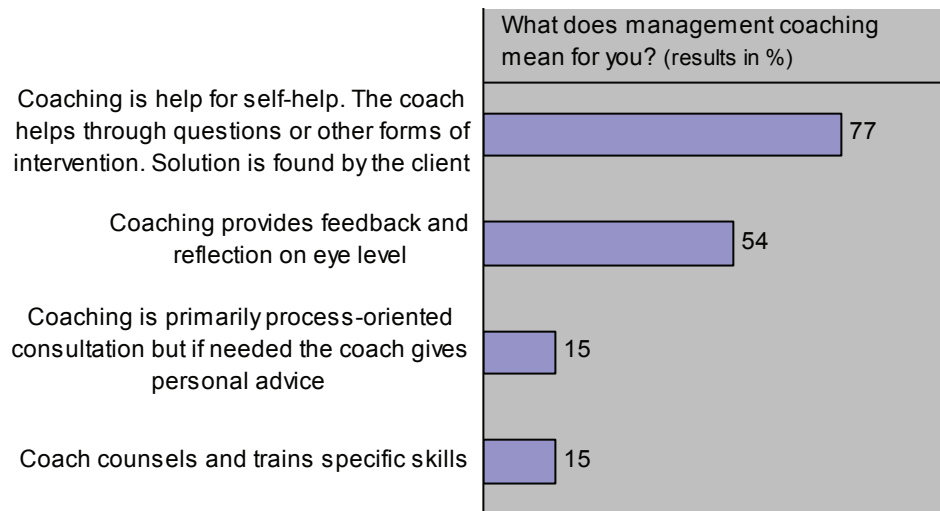 What does management coaching
mean for you? (results in %)
Coaching is help for self-help. The coach
helps through questions or other forms of
intervention. Solution is found by the client
77
Coaching provides feedback and
reflection on eye level
54
Coaching is primarily process-oriented
consultation but if needed the coach gives
personal advice
15
Coach counsels and trains specific skills
15